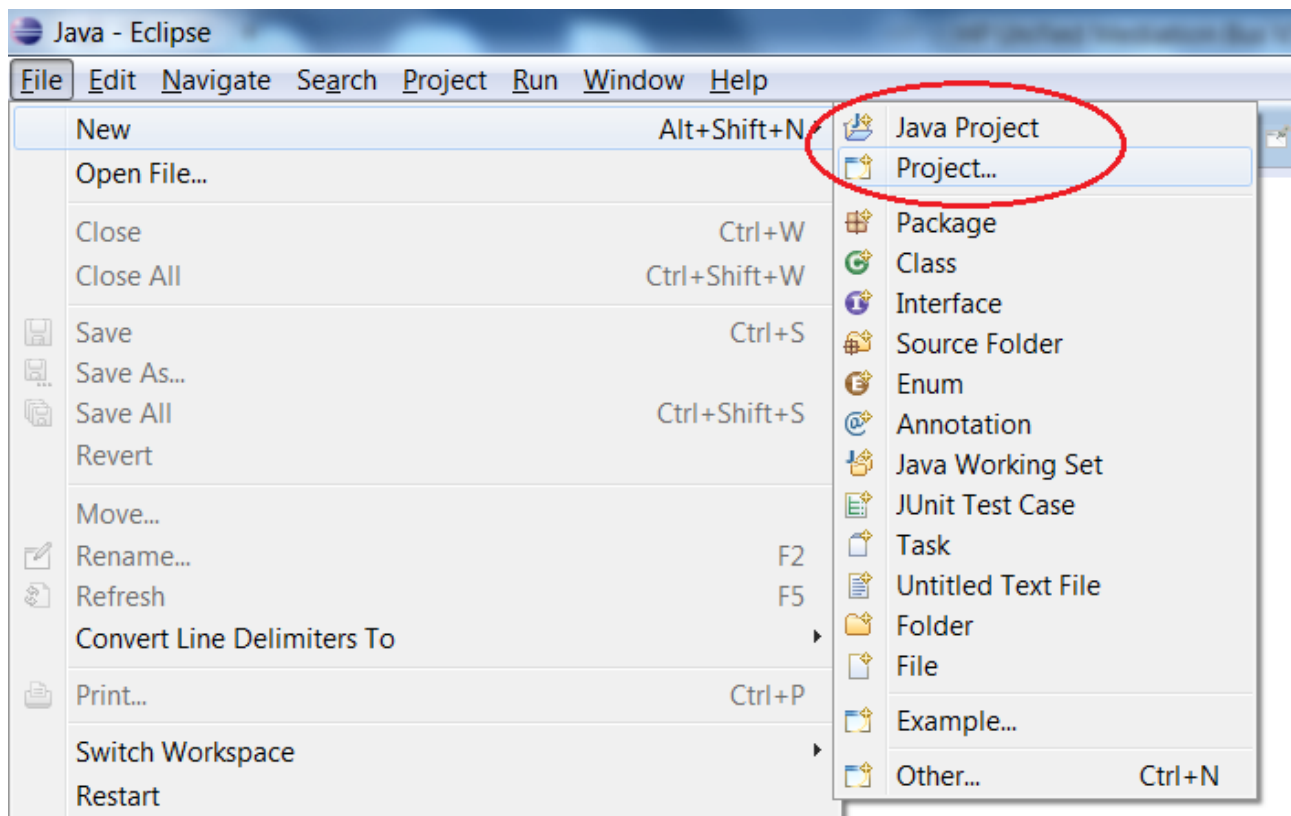 Java - Eclipse
File Edit Navigate Search Project Run Window Help
New Alt+Shift+N
Open File...
Close Ctrl+W
Close All Ctrl+Shift+W
Save Ctrl+S
Save As...
Save All Ctrl+Shift+S
Revert
Move...
Rename... F2
Refresh F5
Convert Line Delimiters To
Print... Ctrl+P
Switch Workspace
Restart
Java Project
Project...
Package
Class
Interface
Source Folder
Enum
Annotation
Java Working Set
JUnit Test Case
Task
Untitled Text File
Folder
File
Example...
Other... Ctrl+N